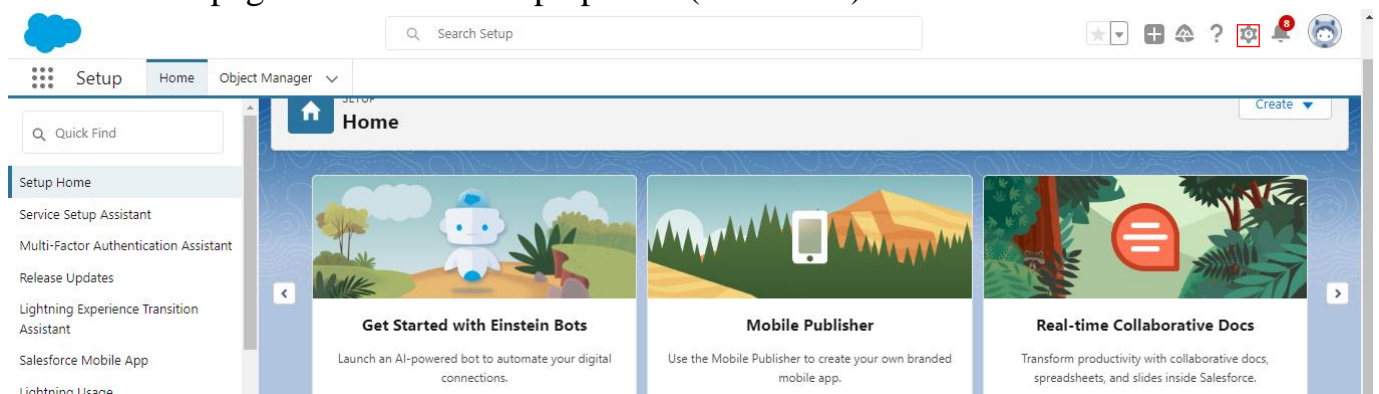 Search Setup
8
Setup
Home
Object Manager
SETUP
Home
Create
Quick Find
Setup Home
Service Setup Assistant
Multi-Factor Authentication Assistant
Release Updates
Lightning Experience Transition
Assistant
Salesforce Mobile App
Lightning Usage
Get Started with Einstein Bots
Launch an AI-powered bot to automate your digital
connections.
Mobile Publisher
Use the Mobile Publisher to create your own branded
mobile app.
Real-time Collaborative Docs
Transform productivity with collaborative docs,
spreadsheets, and slides inside Salesforce.